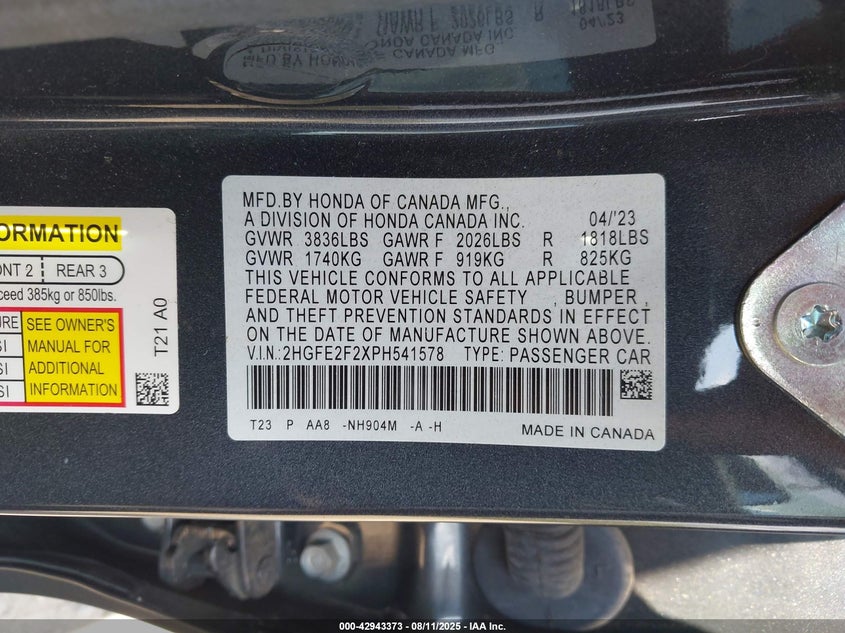 MFD.BY HONDA OF CANADA MFG.,
A DIVISION OF HONDA CANADA INC. 04/'23
GVWR 3836LBS GAWR F 2026LBS R 1818LBS
GVWR 1740KG GAWR F 919KG R 825KG
THIS VEHICLE CONFORMS TO ALL APPLICABLE
FEDERAL MOTOR VEHICLE SAFETY , BUMPER ,
AND THEFT PREVENTION STANDARDS IN EFFECT
ON THE DATE OF MANUFACTURE SHOWN ABOVE.
V.I.N.:2HGFE2F2XPH541578 TYPE: PASSENGER CAR
T23 P AA8 -NH904M -A -H
MADE IN CANADA
ORMATION
ONT 2 REAR 3
ceed 385kg or 850lbs.
URE SEE OWNER'S
SI MANUAL FOR
SI ADDITIONAL
SI INFORMATION
T21 A0
000-42943373 - 08/11/2025 - IAA Inc.